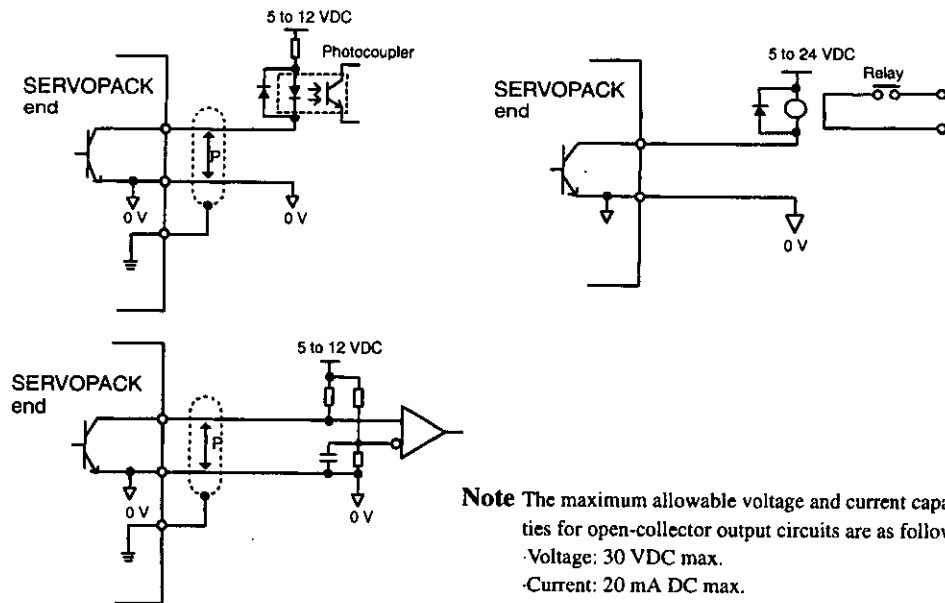 5 to 12 VDC
Photocoupler
SERVOPACK
end
P
0 V
0 V
5 to 24 VDC
Relay
SERVOPACK
end
0 V
5 to 12 VDC
SERVOPACK
end
P
0 V
0 V
Note The maximum allowable voltage and current capa
ties for open-collector output circuits are as follow
·Voltage: 30 VDC max.
·Current: 20 mA DC max.